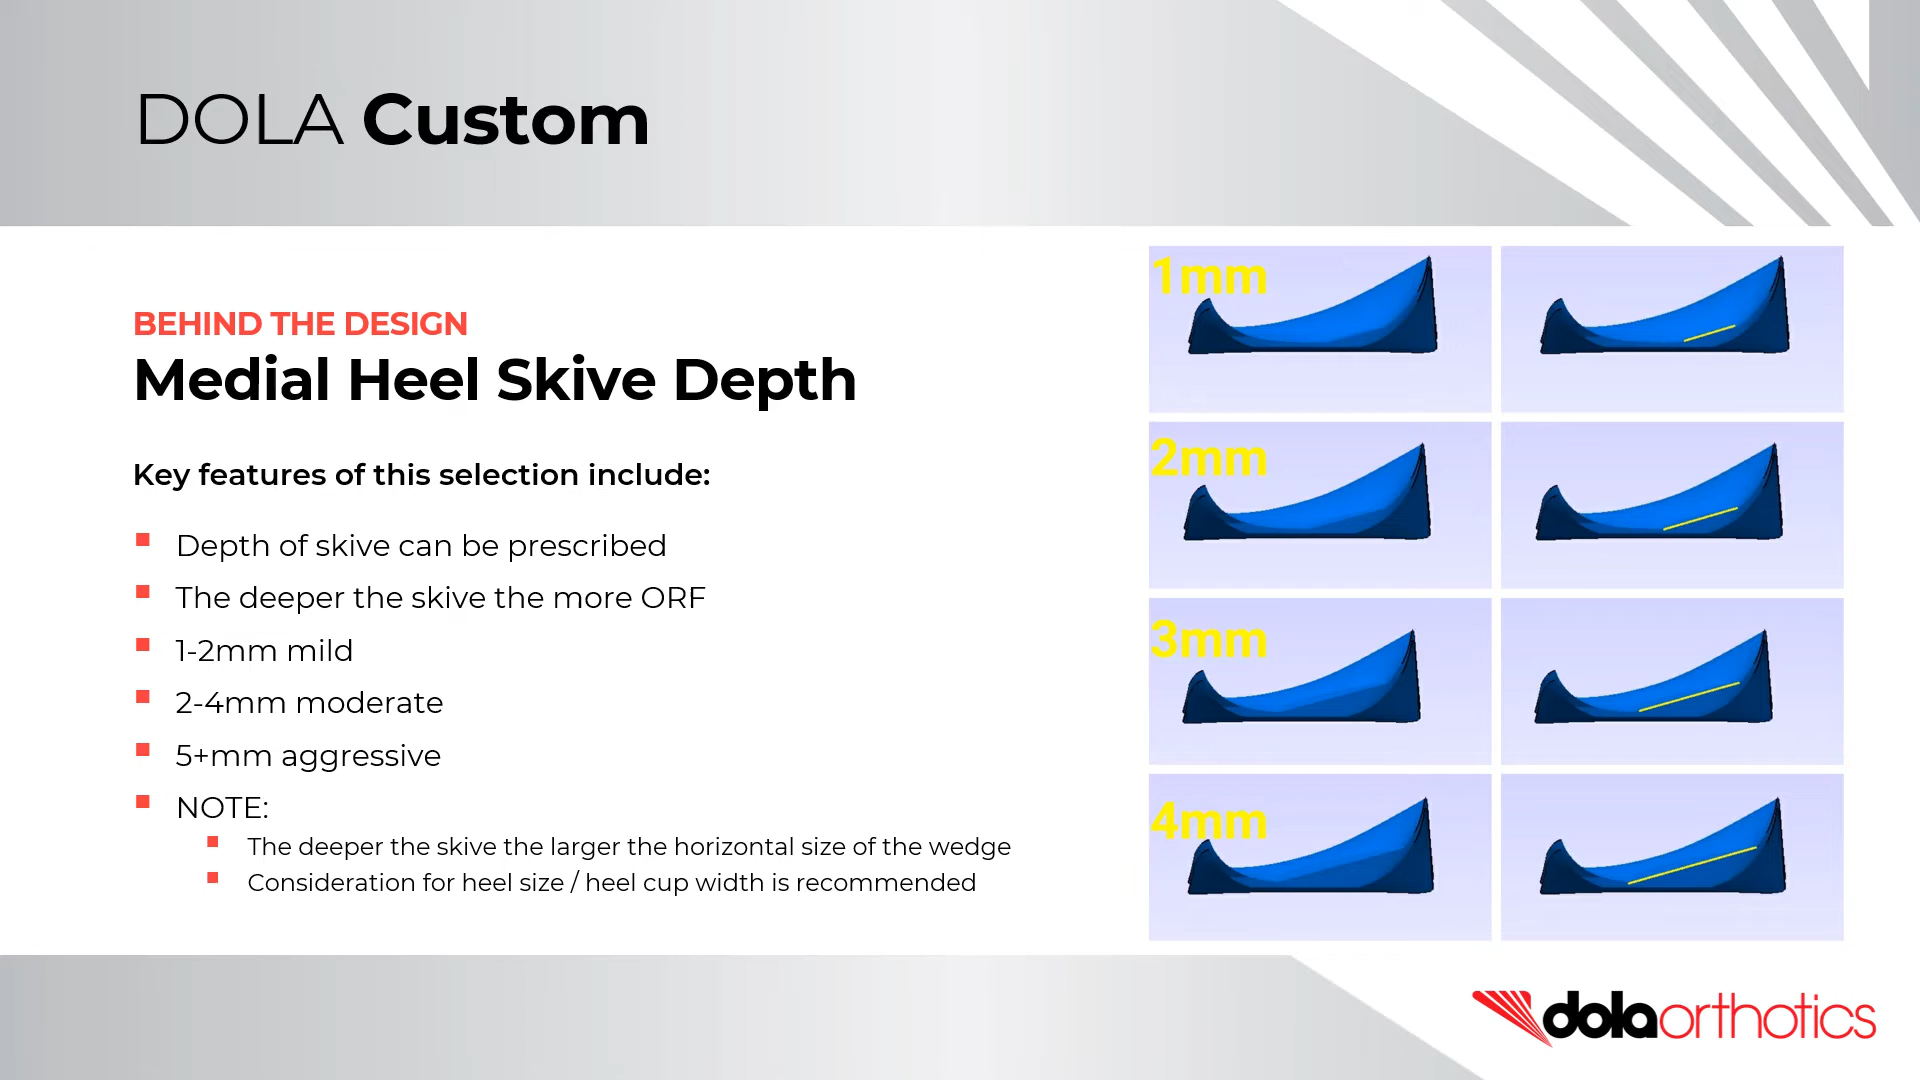 DOLA Custom
BEHIND THE DESIGN
Medial Heel Skive Depth
Key features of this selection include:
Depth of skive can be prescribed
The deeper the skive the more ORF
1-2mm mild
2-4mm moderate
5+mm aggressive
NOTE:
The deeper the skive the larger the horizontal size of the wedge
Consideration for heel size / heel cup width is recommended
1mm
2mm
3mm
4mm
dolaorthotics